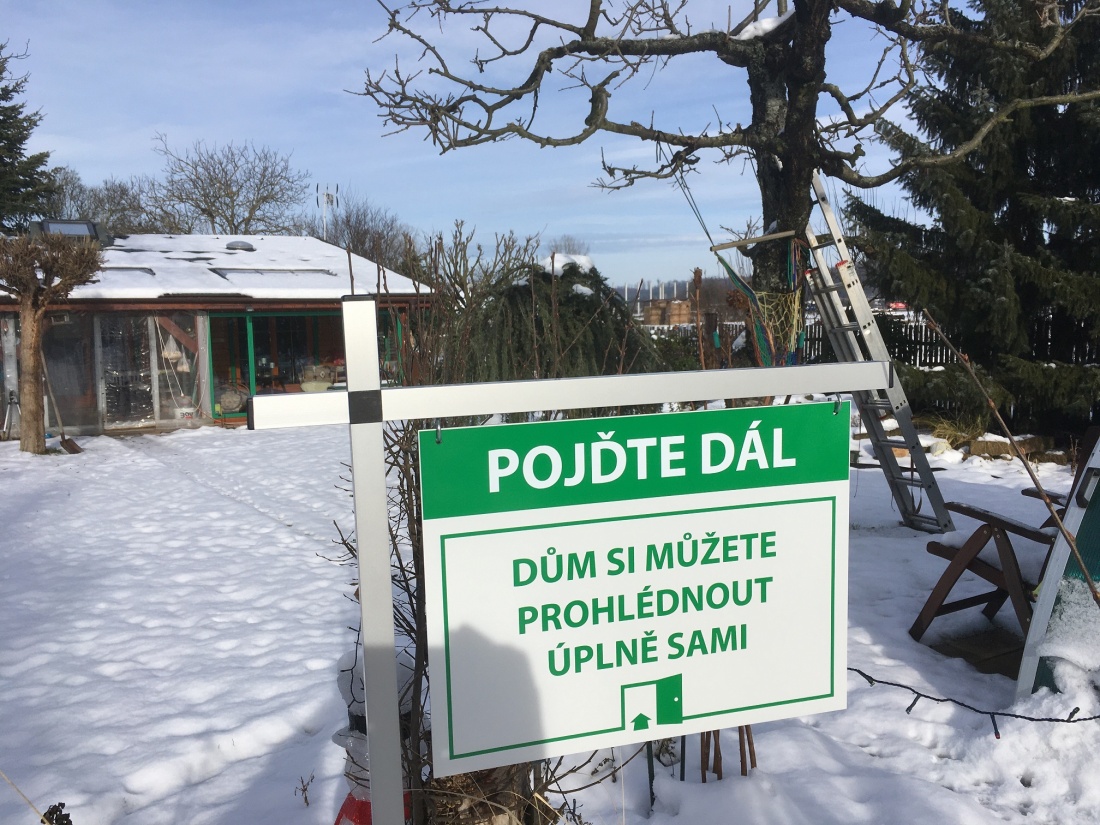 POJĎTE DÁL
DŮM SI MŮŽETE
PROHLÉDNOUT
ÚPLNĚ SAMI